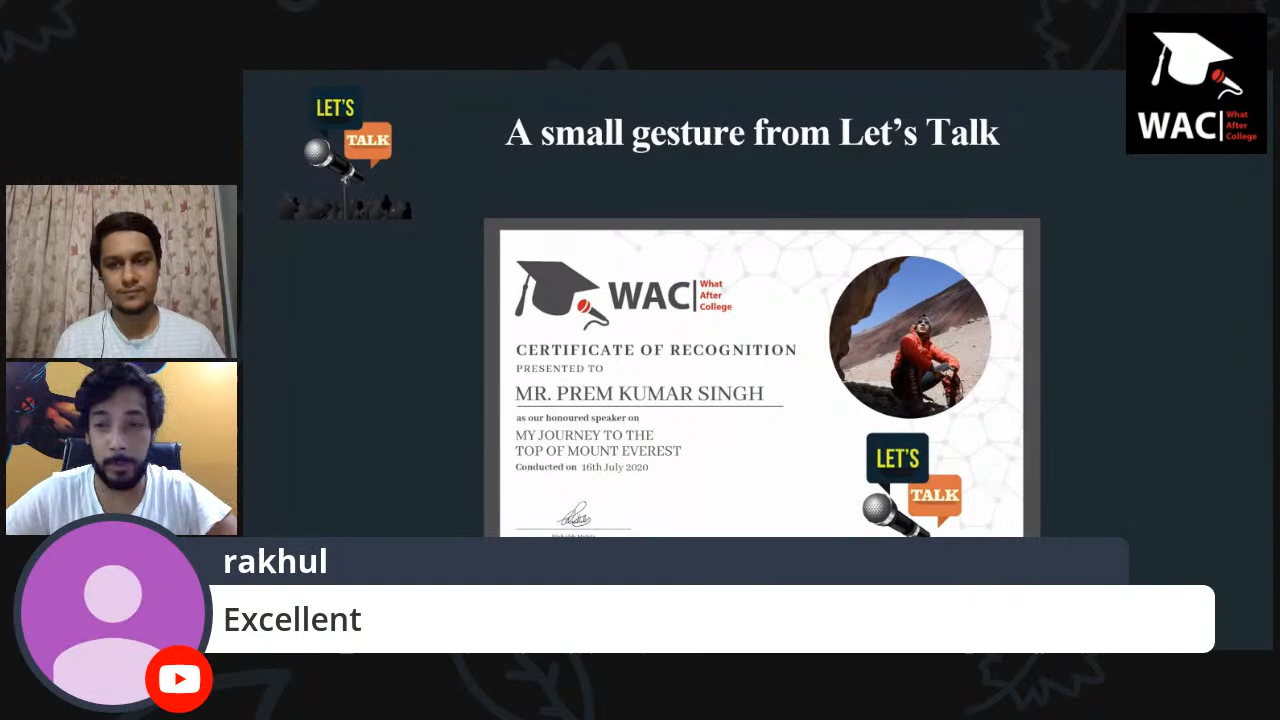 LET'S
TALK
A small gesture from Let's Talk
WAC
What
After
College
WAC
What
After
College
CERTIFICATE OF RECOGNITION
PRESENTED TO
MR. PREM KUMAR SINGH
as our honoured speaker on
MY JOURNEY TO THE
TOP OF MOUNT EVEREST
Conducted on 16th July 2020
LET'S
TALK
rakhul
Excellent